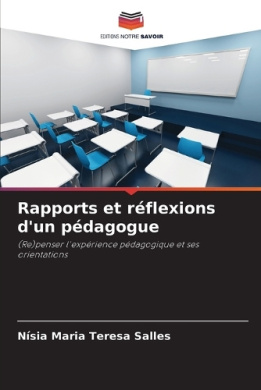 EDITIONS NOTRE SAVOIR
Rapports et réflexions
d'un pédagogue
(Re)penser l'expérience pédagogique et ses
orientations
Nísia Maria Teresa Salles